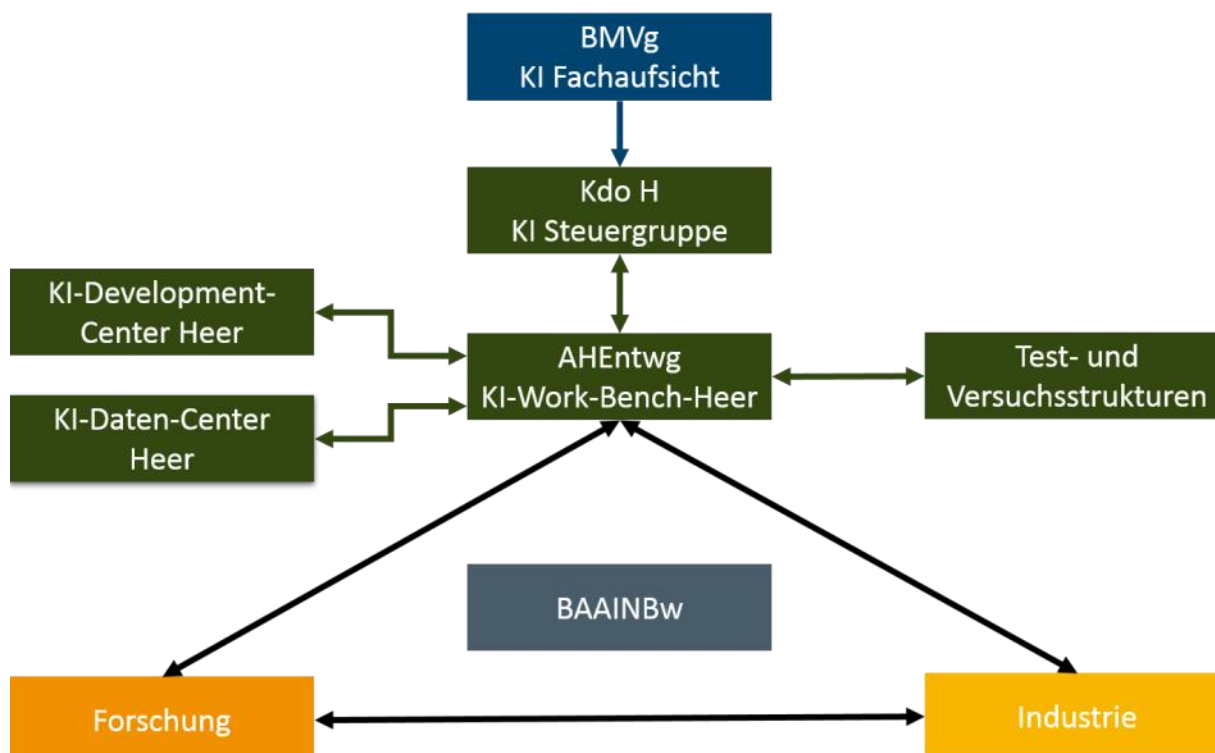 BMVg
KI Fachaufsicht
Kdo H
KI Steuergruppe
KI-Development-
Center Heer
AHEntwg
KI-Work-Bench-Heer
Test- und
Versuchsstrukturen
KI-Daten-Center
Heer
BAAINBw
Forschung
Industrie